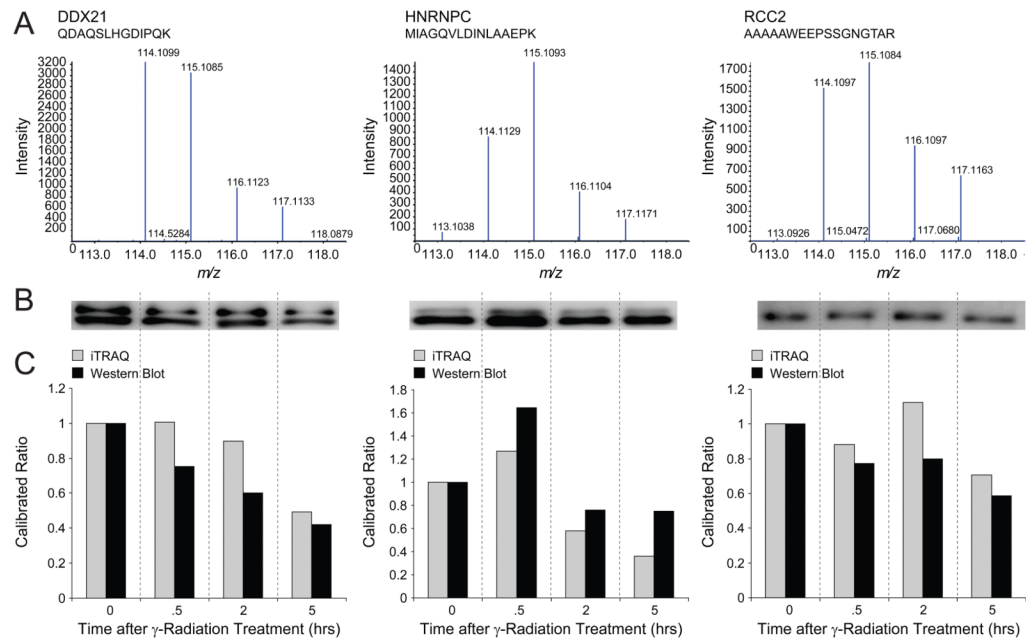 A
DDX21
QDAQSLHGDIPQK
Intensity
3200
3000
2800
2600
2400
2200
2000
1800
1600
1400
1200
1000
800
600
400
200
0
114.1099
115.1085
116.1123
117.1133
114.5284
118.0879
113.0 114.0 115.0 116.0 117.0 118.0
m/z
HNRNPC
MIAGQVLDINLAAEPK
Intensity
1400
1300
1200
1100
1000
900
800
700
600
500
400
300
200
100
0
115.1093
114.1129
116.1104
117.1171
113.1038
113.0 114.0 115.0 116.0 117.0 118.0
m/z
RCC2
AAAAAWEEPSSGNGTAR
Intensity
1700
1500
1300
1100
900
700
500
300
100
0
115.1084
114.1097
116.1097
117.1163
113.0926
115.0472
117.0680
113.0 114.0 115.0 116.0 117.0 118.0
m/z
B
C
iTRAQ
Western Blot
Calibrated Ratio
1.2
1
0.8
0.6
0.4
0.2
0
0 .5 2 5
Time after γ-Radiation Treatment (hrs)
iTRAQ
Western Blot
Calibrated Ratio
1.8
1.6
1.4
1.2
1
0.8
0.6
0.4
0.2
0
0 .5 2 5
Time after γ-Radiation Treatment (hrs)
iTRAQ
Western Blot
Calibrated Ratio
1.2
1
0.8
0.6
0.4
0.2
0
0 .5 2 5
Time after γ-Radiation Treatment (hrs)